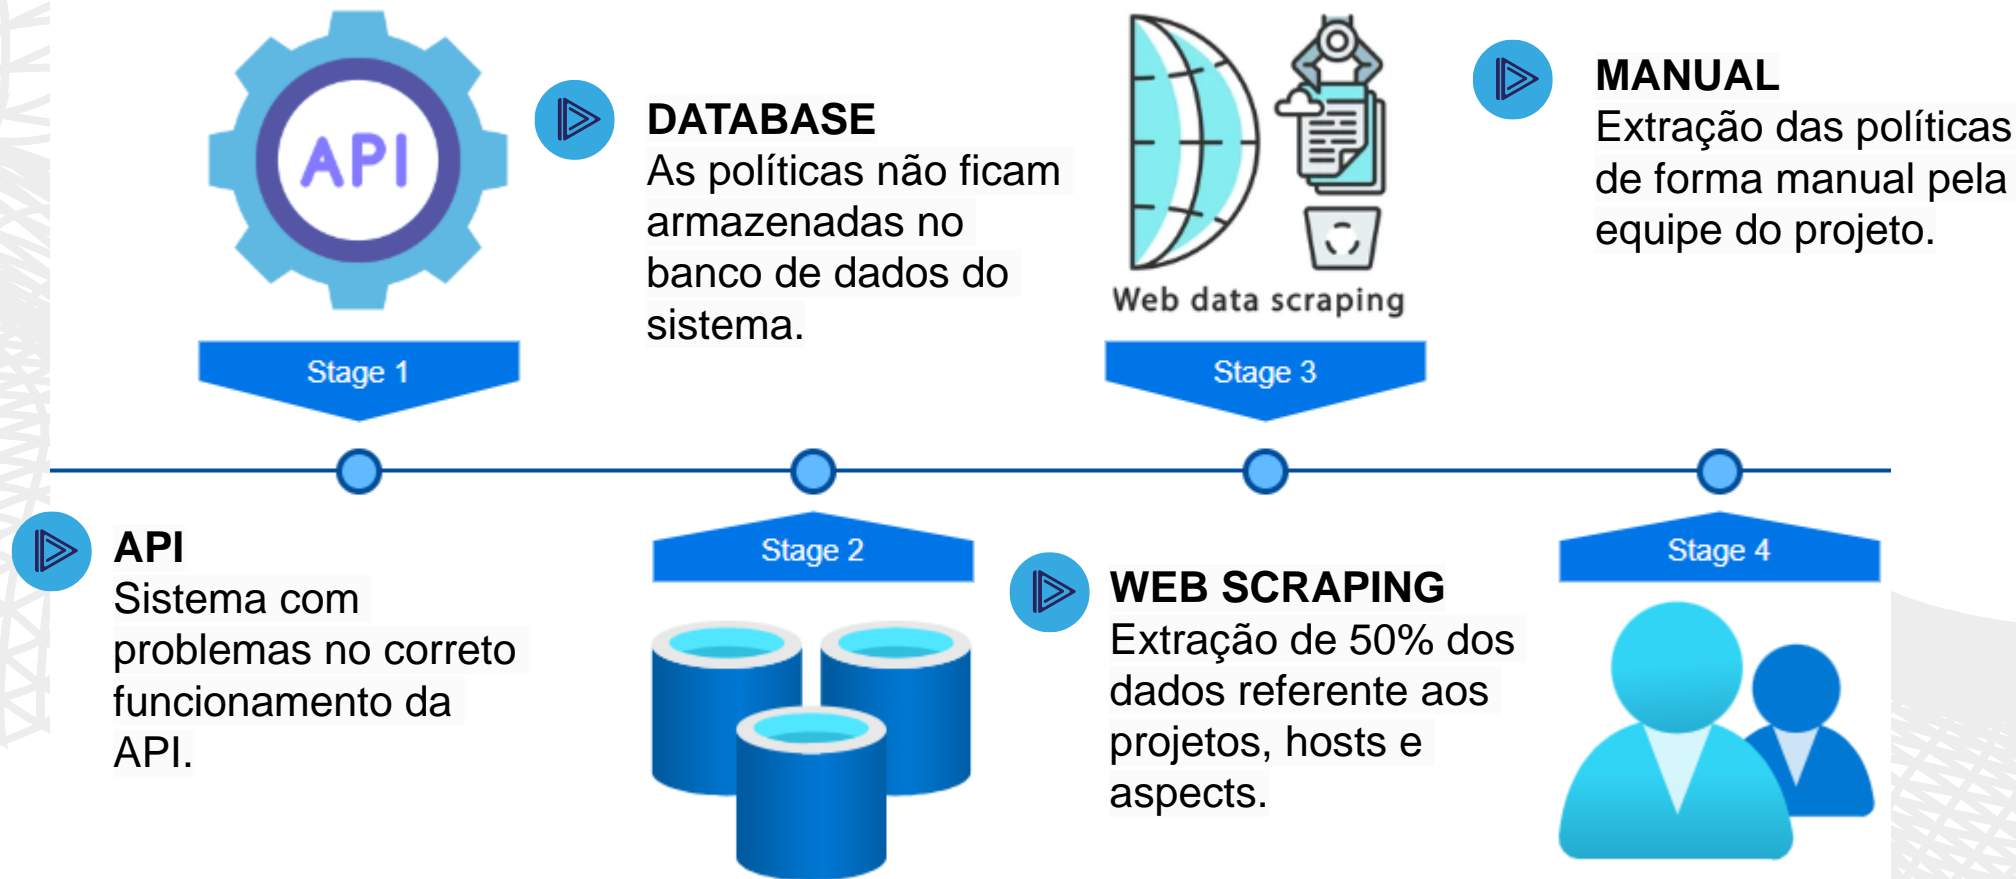 API
Stage 1
API
Sistema com
problemas no correto
funcionamento da
API.
DATABASE
As políticas não ficam
armazenadas no
banco de dados do
sistema.
Stage 2
Web data scraping
Stage 3
WEB SCRAPING
Extração de 50% dos
dados referente aos
projetos, hosts e
aspects.
MANUAL
Extração das políticas
de forma manual pela
equipe do projeto.
Stage 4